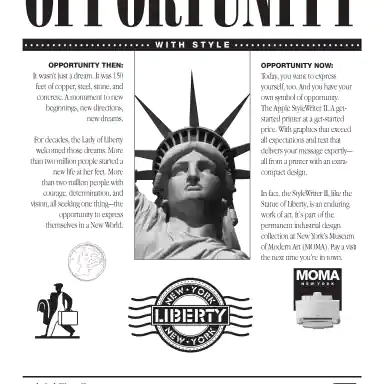 OPPORTUNITY
WITH STYLE
OPPORTUNITY THEN:
It wasn't just a dream. It was 150
feet of copper, steel, stone, and
concrete. A monument to new
beginnings, new directions,
new dreams.
For decades, the Lady of Liberty
welcomed those dreams. More
than two million people started a
new life at her feet. More
than two million people with
courage, determination, and
vision, all seeking one thing—the
opportunity to express
themselves in a New World.
OPPORTUNITY NOW:
Today, you want to express
yourself, too. And you have your
own symbol of opportunity.
The Apple StyleWriter II. A get-
started printer at a get-started
price. With graphics that exceed
all expectations and text that
delivers your message expertly—
all from a printer with an extra-
compact design.
In fact, the StyleWriter II, like the
Statue of Liberty, is an enduring
work of art. It's part of the
permanent industrial design
collection at New York's Museum
of Modern Art (MOMA). Pay a visit
the next time you're in town.
NEW • YORK
LIBERTY
NEW • YORK
MOMA
NEW YORK